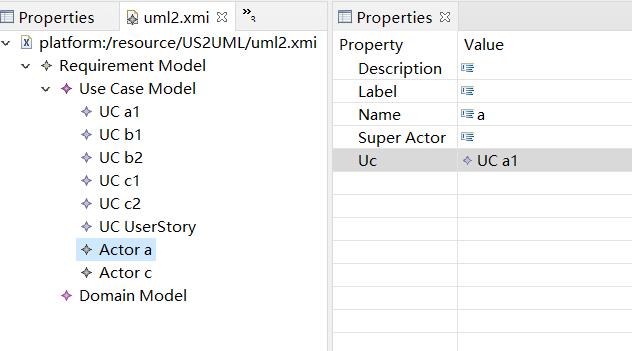 Properties
uml2.xmi
»3
platform:/resource/US2UML/uml2.xmi
Requirement Model
Use Case Model
UC a1
UC b1
UC b2
UC c1
UC c2
UC UserStory
Actor a
Actor c
Domain Model
Properties
Property Value
Description
Label
Name a
Super Actor
Uc UC a1